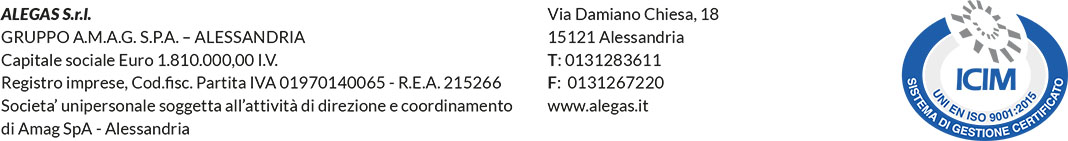 ALEGAS S.r.l.
GRUPPO A.M.A.G. S.P.A. – ALESSANDRIA
Capitale sociale Euro 1.810.000,00 I.V.
Registro imprese, Cod.fisc. Partita IVA 01970140065 - R.E.A. 215266
Societa’ unipersonale soggetta all’attività di direzione e coordinamento
di Amag SpA - Alessandria
Via Damiano Chiesa, 18
15121 Alessandria
T: 0131283611
F: 0131267220
www.alegas.it
ICIM
UNI EN ISO 9001:2015
SISTEMA DI GESTIONE CERTIFICATO